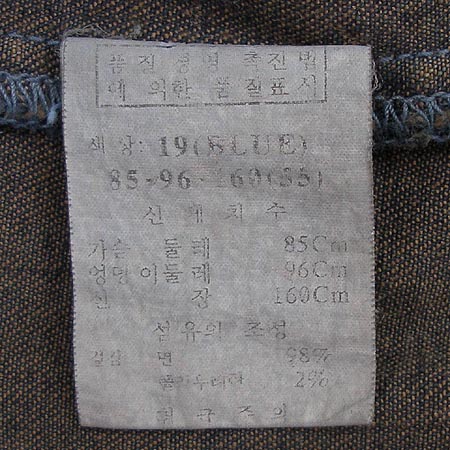 품질경영 촉진법
에 의한 품질표시
색상: 19(BLUE)
85-96-160(55)
신체치수
가슴 둘레 85Cm
엉덩이둘레 96Cm
신 장 160Cm
섬유의 조성
겉감 면 98%
폴리우레탄 2%